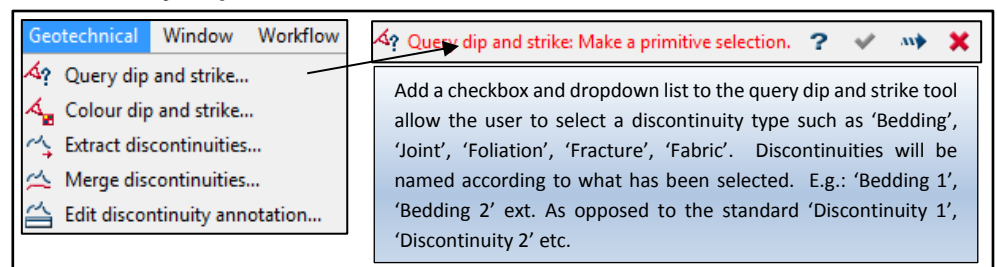 Geotechnical Window Workflow
Query dip and strike...
Colour dip and strike...
Extract discontinuities...
Merge discontinuities...
Edit discontinuity annotation...
Query dip and strike: Make a primitive selection.
Add a checkbox and dropdown list to the query dip and strike tool
allow the user to select a discontinuity type such as ‘Bedding’,
‘Joint’, ‘Foliation’, ‘Fracture’, ‘Fabric’. Discontinuities will be
named according to what has been selected. E.g.: ‘Bedding 1’,
‘Bedding 2’ ext. As opposed to the standard ‘Discontinuity 1’,
‘Discontinuity 2’ etc.